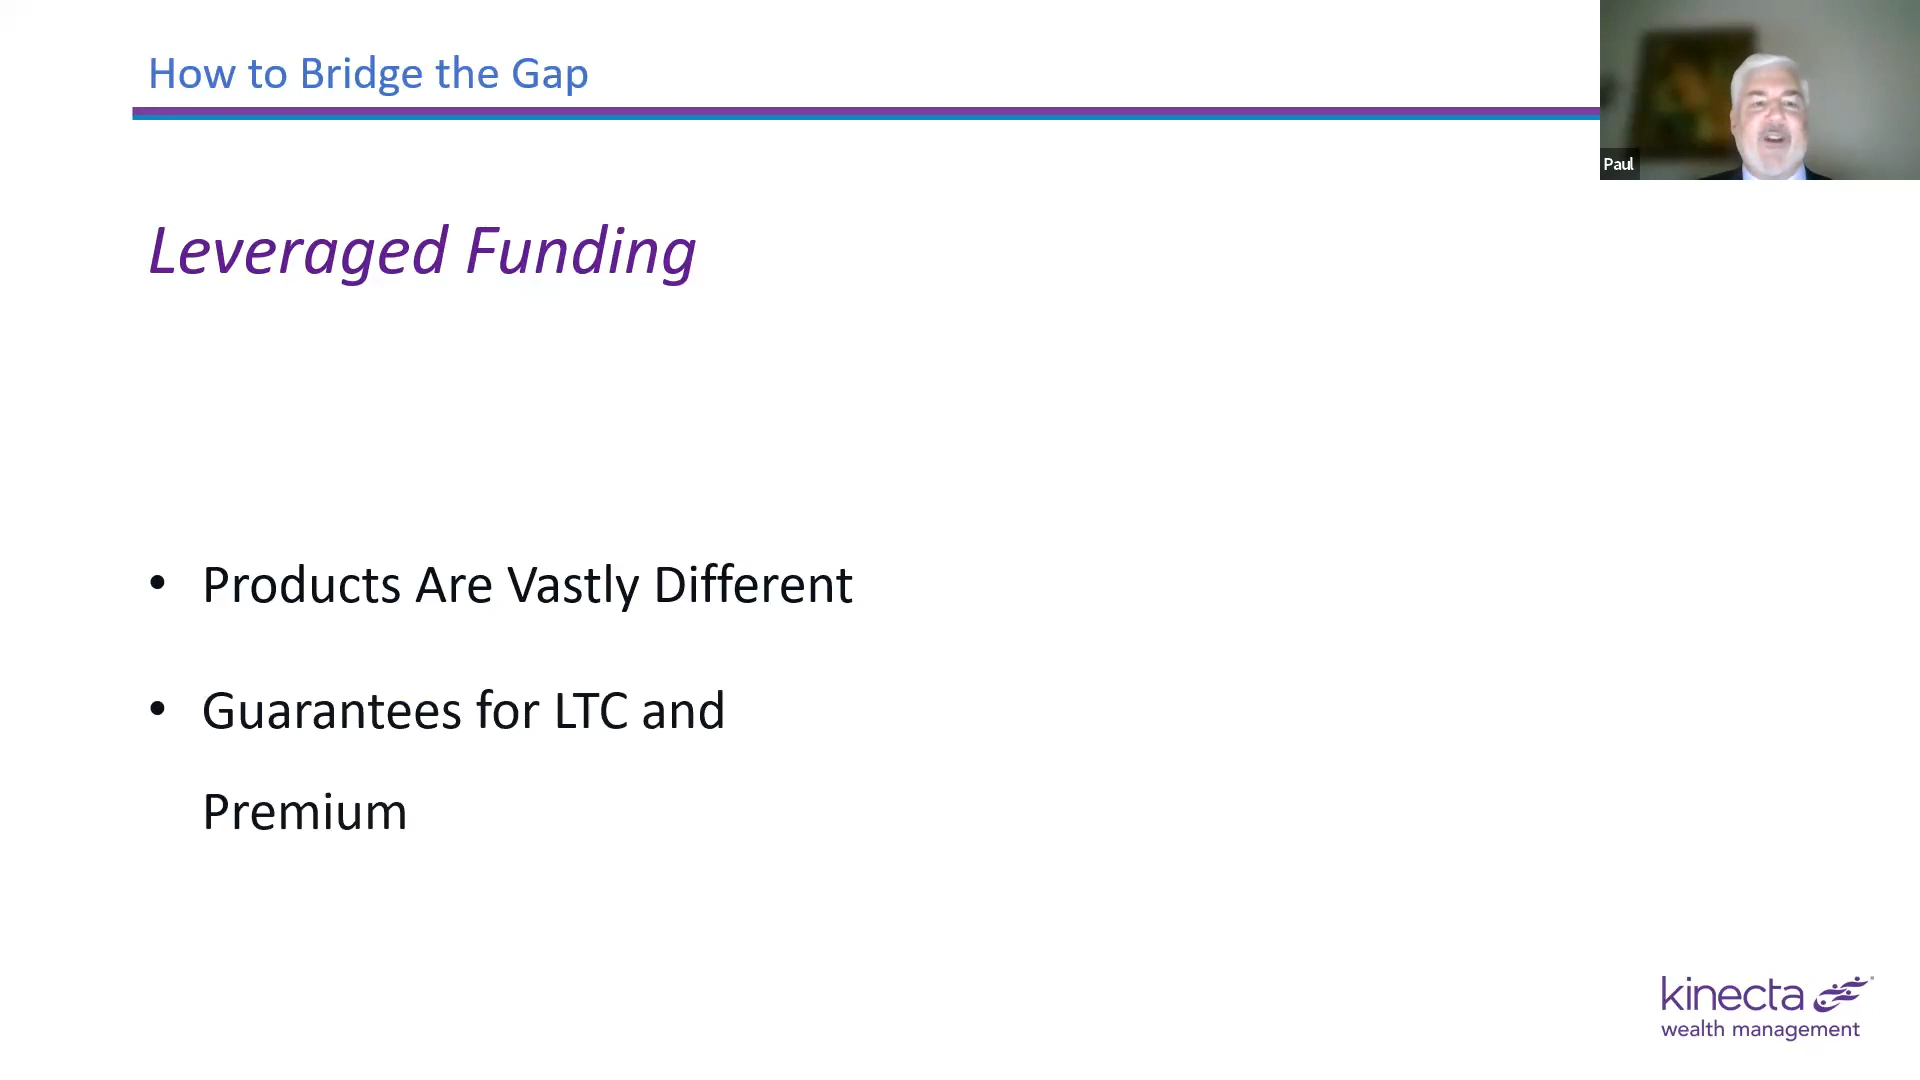 How to Bridge the Gap
Paul
Leveraged Funding
• Products Are Vastly Different
• Guarantees for LTC and
Premium
kinecta
wealth management